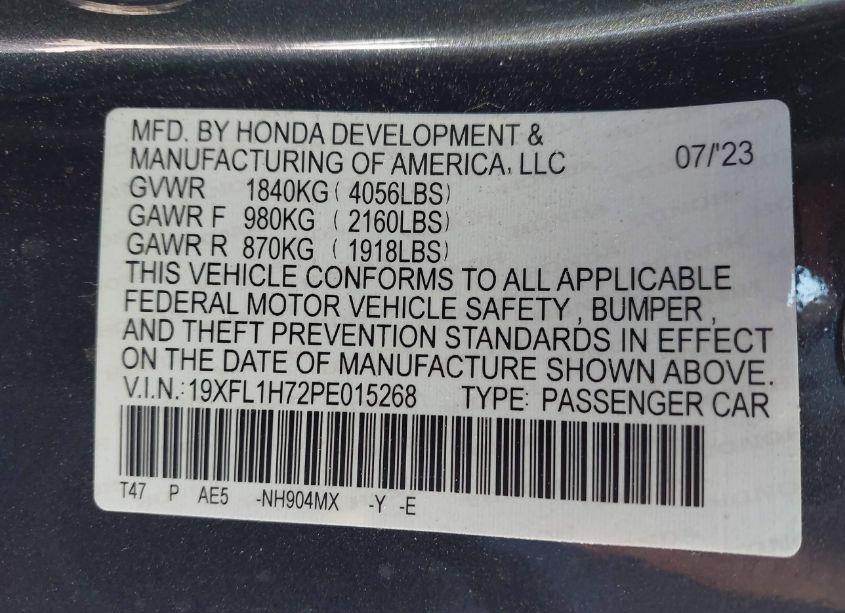 MFD. BY HONDA DEVELOPMENT &
MANUFACTURING OF AMERICA, LLC 07/'23
GVWR 1840KG ( 4056LBS)
GAWR F 980KG ( 2160LBS)
GAWR R 870KG ( 1918LBS)
THIS VEHICLE CONFORMS TO ALL APPLICABLE
FEDERAL MOTOR VEHICLE SAFETY , BUMPER ,
AND THEFT PREVENTION STANDARDS IN EFFECT
ON THE DATE OF MANUFACTURE SHOWN ABOVE.
V.I.N.: 19XFL1H72PE015268 TYPE: PASSENGER CAR
T47 P AE5 -NH904MX -Y -E